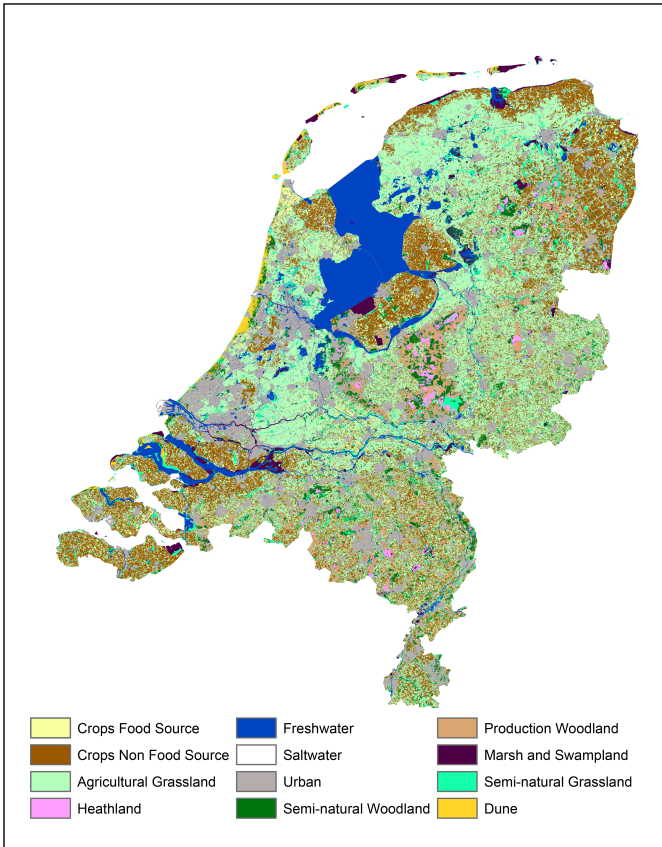 Crops Food Source
Crops Non Food Source
Agricultural Grassland
Heathland
Freshwater
Saltwater
Urban
Semi-natural Woodland
Production Woodland
Marsh and Swampland
Semi-natural Grassland
Dune